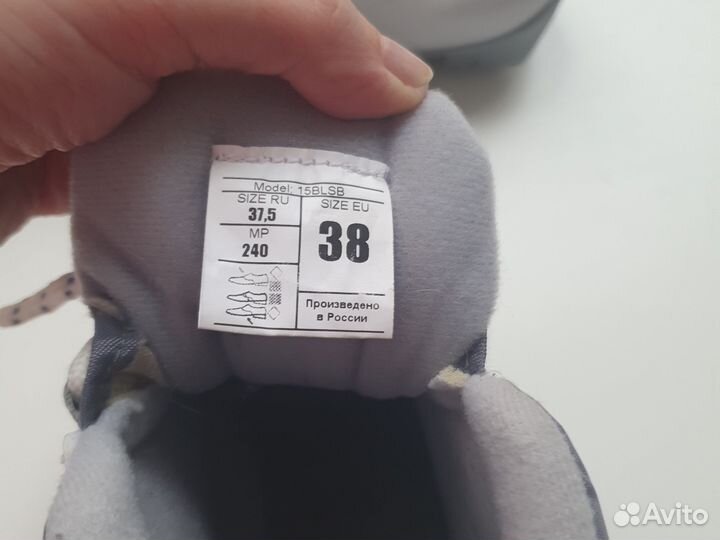 Model: 15BLSB
SIZE RU
37,5
MP
240
SIZE EU
38
Произведено
в России
Avito